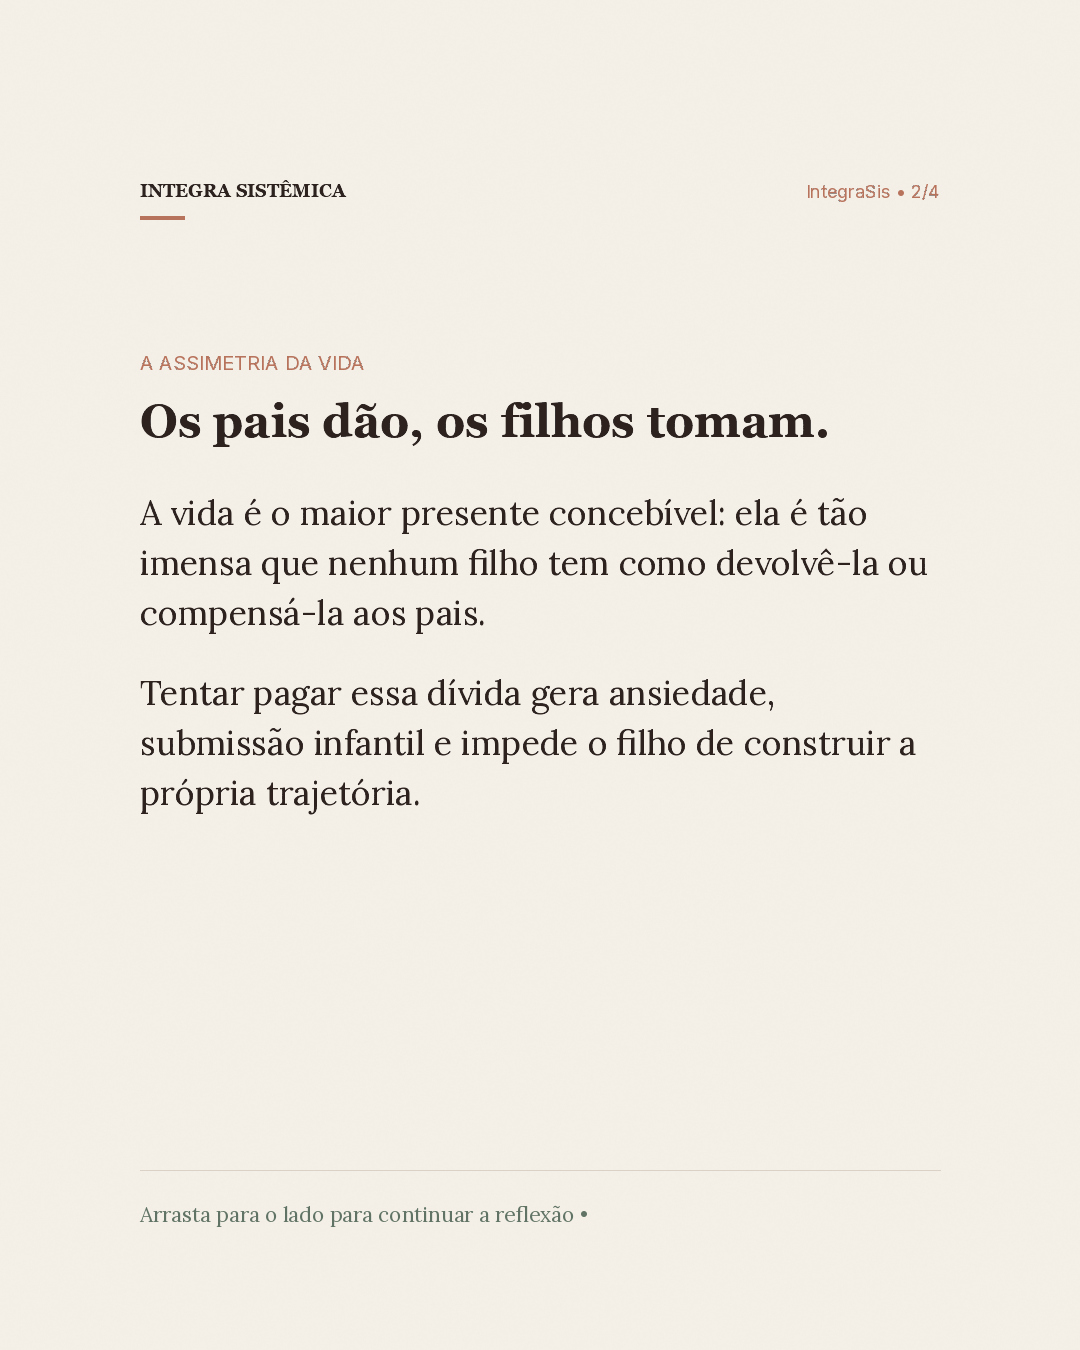 INTEGRA SISTÊMICA
IntegraSis • 2/4
A ASSIMETRIA DA VIDA
Os pais dão, os filhos tomam.
A vida é o maior presente concebível: ela é tão
imensa que nenhum filho tem como devolvê-la ou
compensá-la aos pais.
Tentar pagar essa dívida gera ansiedade,
submissão infantil e impede o filho de construir a
própria trajetória.
Arrasta para o lado para continuar a reflexão •